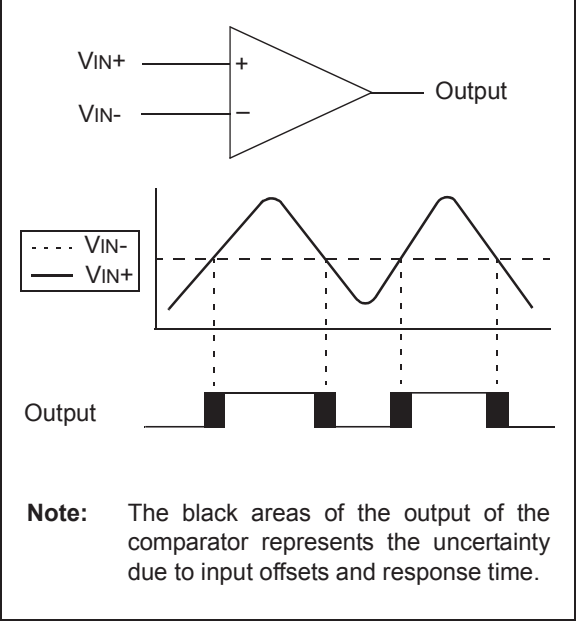 VIN+
+
Output
VIN-
–
VIN-
VIN+
Output
Note: The black areas of the output of the
comparator represents the uncertainty
due to input offsets and response time.